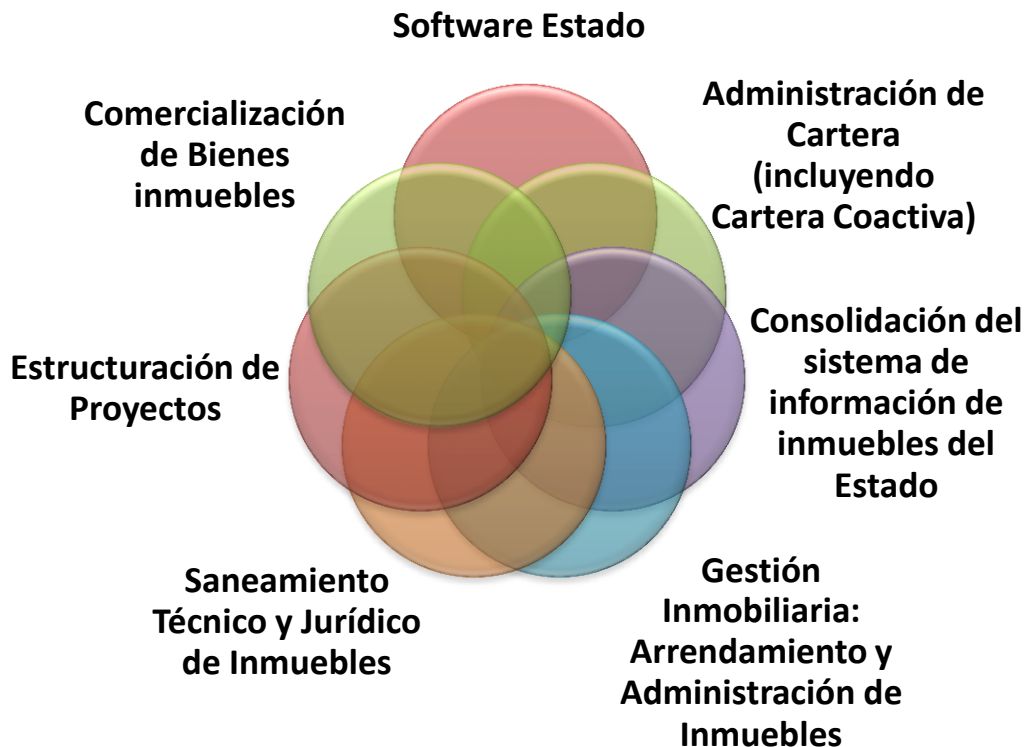 Software Estado
Administración de
Cartera
(incluyendo
Cartera Coactiva)
Consolidación del
sistema de
información de
inmuebles del
Estado
Gestión
Inmobiliaria:
Arrendamiento y
Administración de
Inmuebles
Saneamiento
Técnico y Jurídico
de Inmuebles
Estructuración de
Proyectos
Comercialización
de Bienes
inmuebles